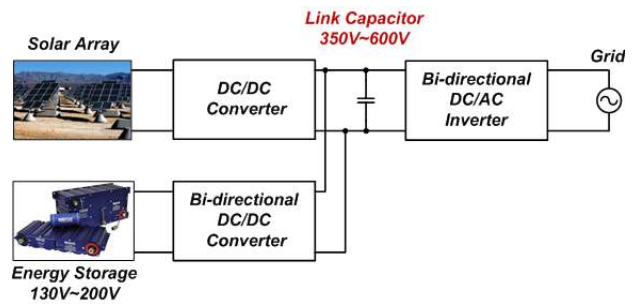 Link Capacitor
350V~600V
Solar Array
Grid
DC/DC
Converter
Bi-directional
DC/AC
Inverter
Bi-directional
DC/DC
Converter
Energy Storage
130V~200V